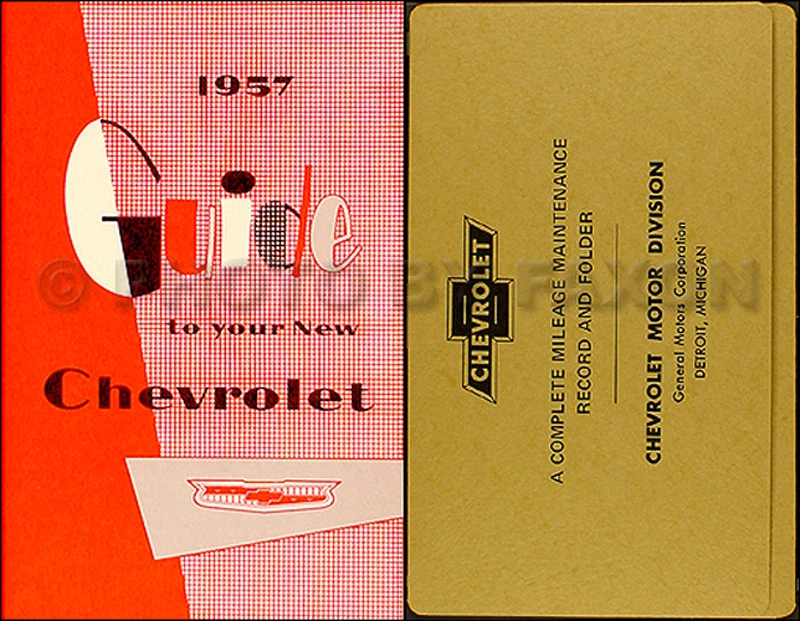 1957
Guide
to your New
Chevrolet
© PHOTO BY FAXON
CHEVROLET
A COMPLETE MILEAGE MAINTENANCE
RECORD AND FOLDER
CHEVROLET MOTOR DIVISION
General Motors Corporation
DETROIT, MICHIGAN